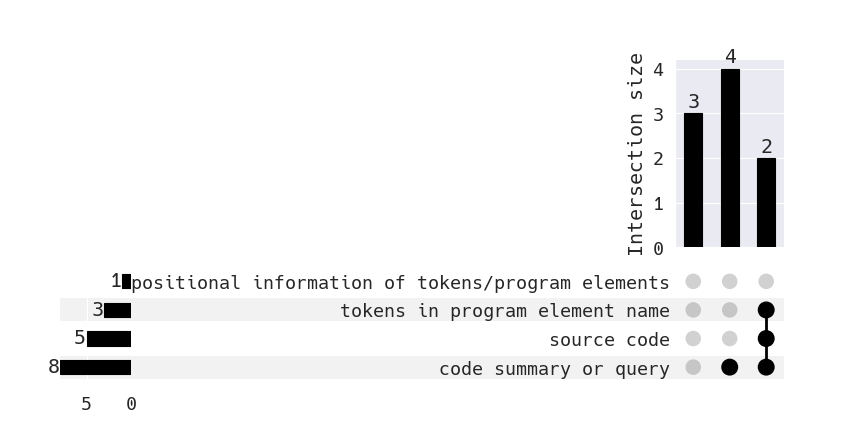 4
3
2
Intersection size
4
3
2
1
0
1 positional information of tokens/program elements
3 tokens in program element name
5 source code
8 code summary or query
5 0